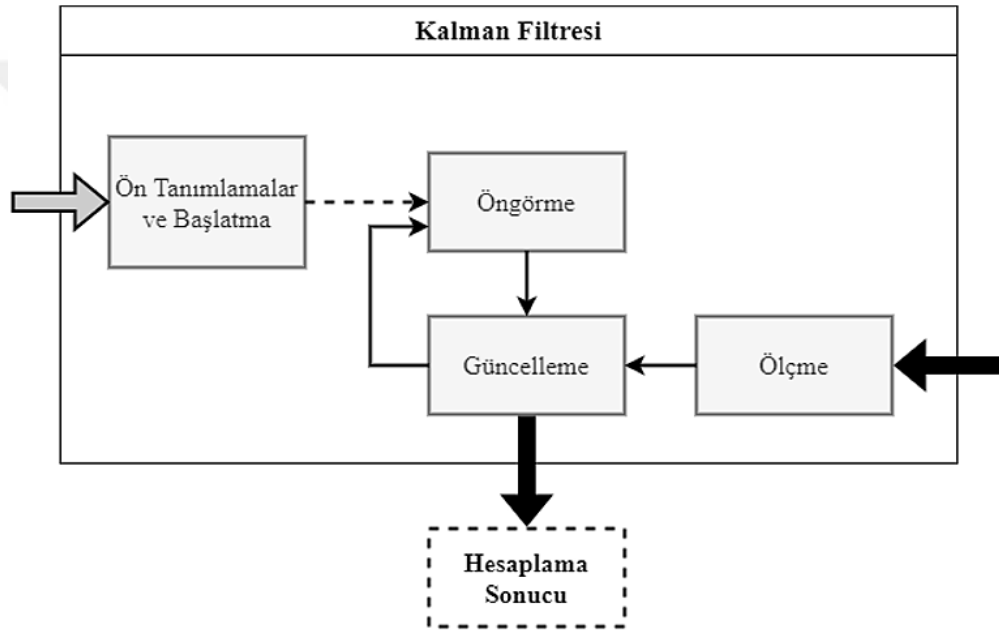 Kalman Filtresi
Ön Tanımlamalar
ve Başlatma
Öngörme
Güncelleme
Ölçme
Hesaplama
Sonucu